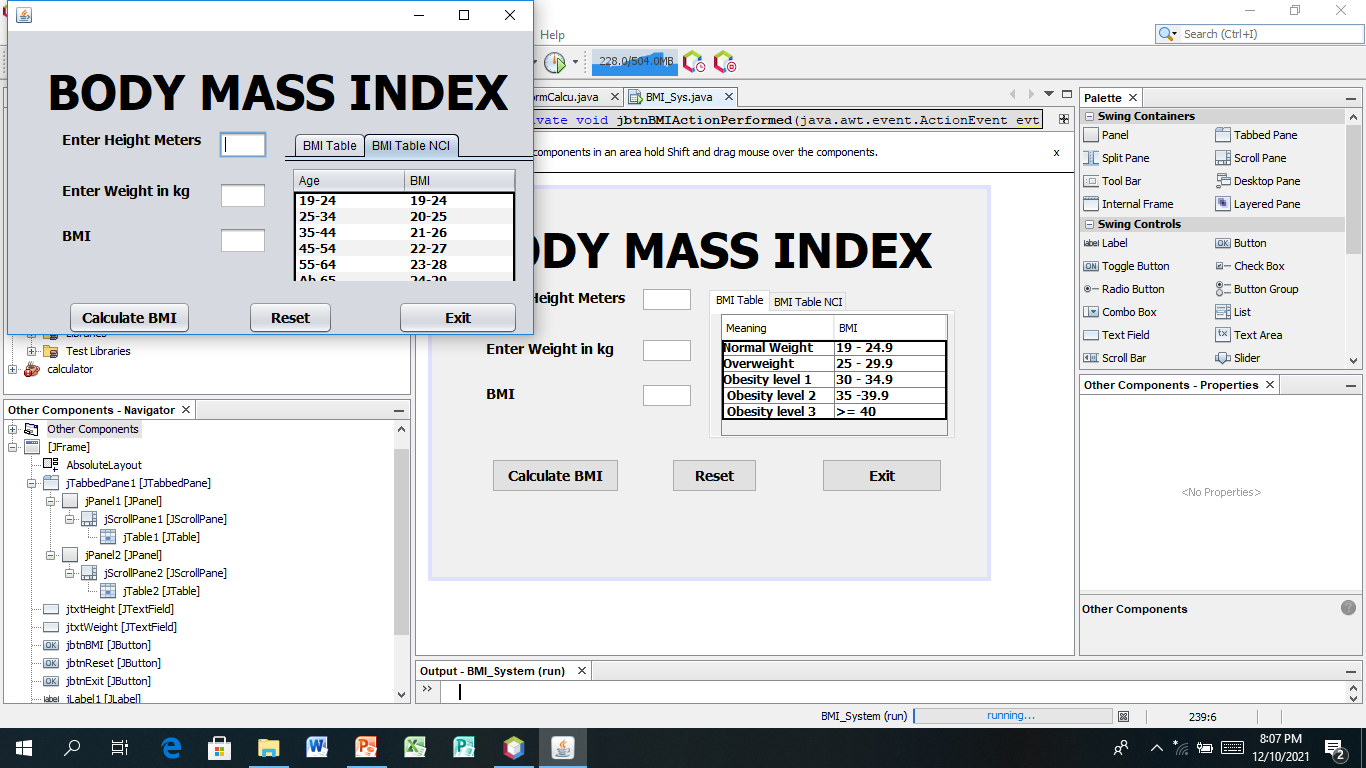 Help
Search (Ctrl+I)
228.0/504.0MB
BODY MASS INDEX
Enter Height Meters
Enter Weight in kg
BMI
BMI Table
BMI Table NCI
Age BMI
19-24 19-24
25-34 20-25
35-44 21-26
45-54 22-27
55-64 23-28
Ab 65 24-29
Calculate BMI
Reset
Exit
ormCalcu.java
BMI_Sys.java
ivate void jbtnBMIActionPerformed(java.awt.event.ActionEvent evt
components in an area hold Shift and drag mouse over the components.
x
ODY MASS INDEX
Height Meters
Enter Weight in kg
BMI
BMI Table
BMI Table NCI
Meaning BMI
Normal Weight 19 - 24.9
Overweight 25 - 29.9
Obesity level 1 30 - 34.9
Obesity level 2 35 -39.9
Obesity level 3 >= 40
Calculate BMI
Reset
Exit
Palette
Swing Containers
Panel Tabbed Pane
Split Pane Scroll Pane
Tool Bar Desktop Pane
Internal Frame Layered Pane
Swing Controls
Label Button
Toggle Button Check Box
Radio Button Button Group
Combo Box List
Text Field Text Area
Scroll Bar Slider
Other Components - Properties
<No Properties>
Other Components
Libraries
Test Libraries
calculator
Other Components - Navigator
Other Components
[JFrame]
AbsoluteLayout
jTabbedPane1 [JTabbedPane]
jPanel1 [JPanel]
jScrollPane1 [JScrollPane]
jTable1 [JTable]
jPanel2 [JPanel]
jScrollPane2 [JScrollPane]
jTable2 [JTable]
jtxtHeight [JTextField]
jtxtWeight [JTextField]
jbtnBMI [JButton]
jbtnReset [JButton]
jbtnExit [JButton]
jLabel1 [JLabel]
Output - BMI_System (run)
BMI_System (run)
running...
239:6
8:07 PM
12/10/2021
2